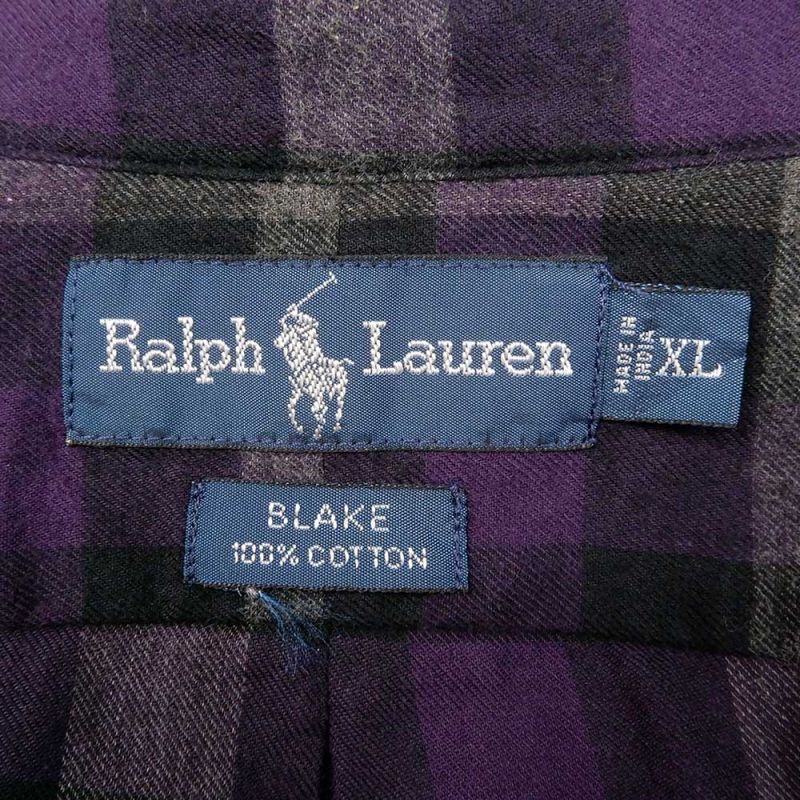 Ralph Lauren
MADE IN
INDIA
XL
BLAKE
100% COTTON